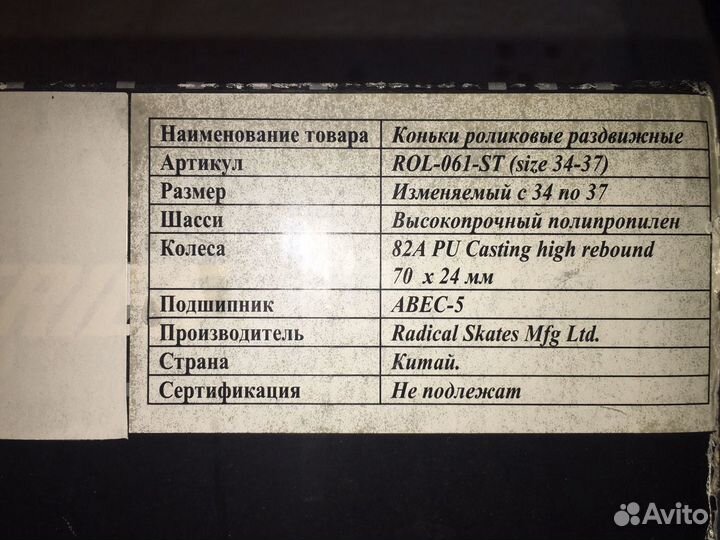 Наименование товара Коньки роликовые раздвижные
Артикул ROL-061-ST (size 34-37)
Размер Изменяемый с 34 по 37
Шасси Высокопрочный полипропилен
Колеса 82A PU Casting high rebound
70 x 24 мм
Подшипник ABEC-5
Производитель Radical Skates Mfg Ltd.
Страна Китай.
Сертификация Не подлежат
Avito